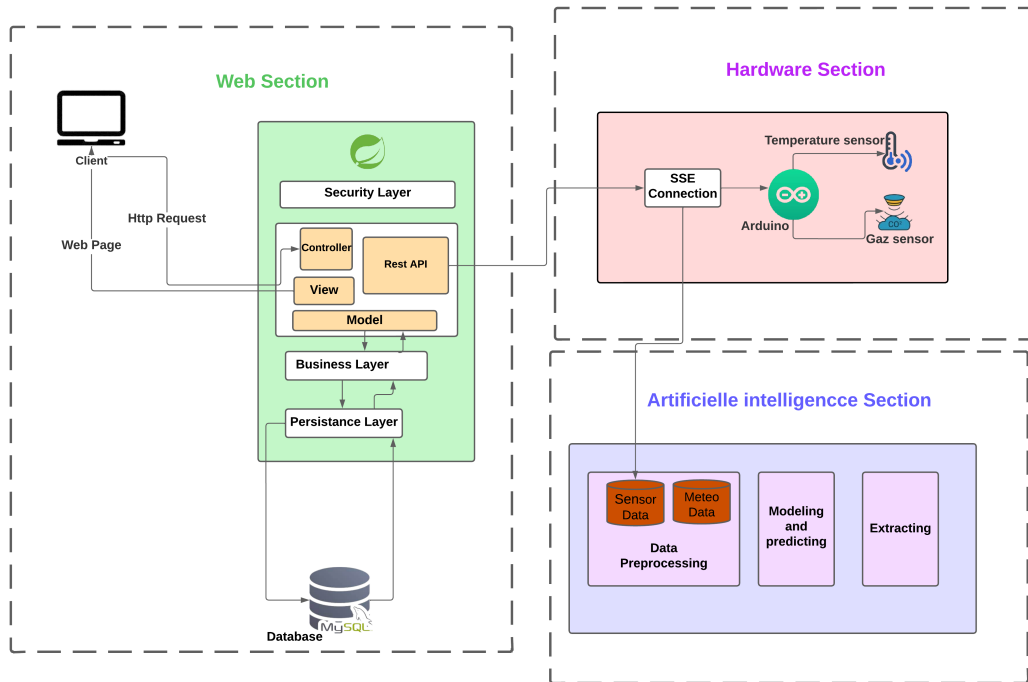 Web Section
Client
Http Request
Web Page
Security Layer
Controller
Rest API
View
Model
Business Layer
Persistance Layer
MySQL
Database
Hardware Section
SSE
Connection
Temperature sensor
Arduino
CO²
Gaz sensor
Artificielle intelligencce Section
Sensor
Data
Meteo
Data
Data
Preprocessing
Modeling
and
predicting
Extracting